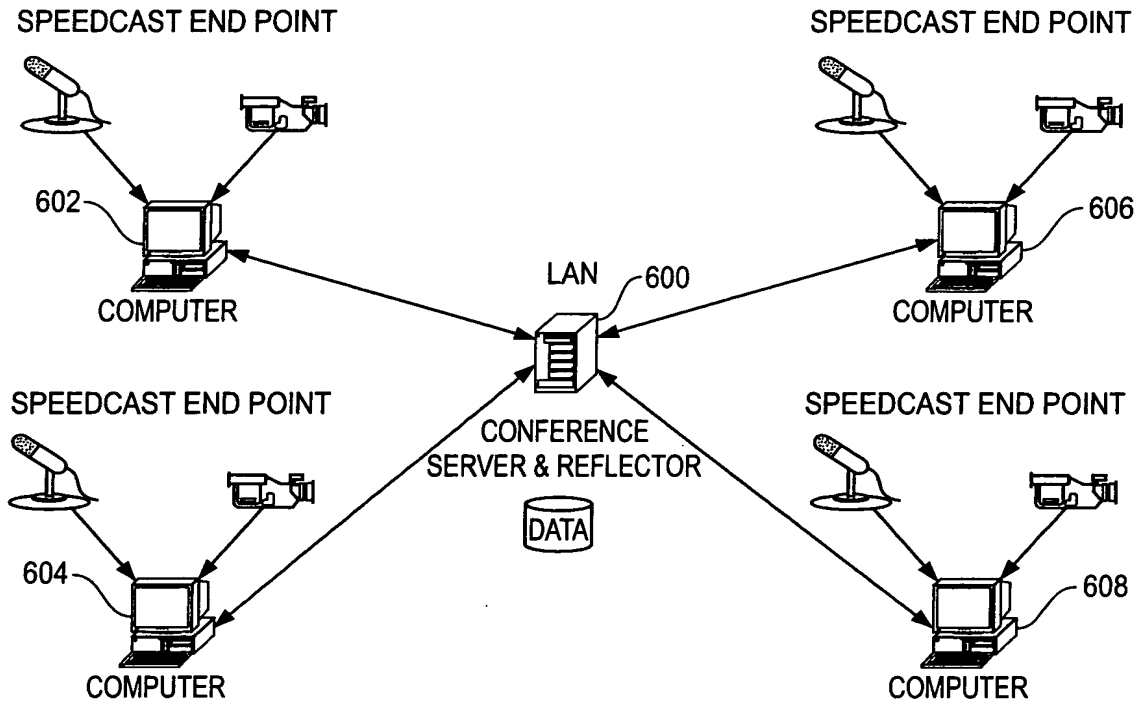 SPEEDCAST END POINT
SPEEDCAST END POINT
602
606
COMPUTER
COMPUTER
LAN
600
SPEEDCAST END POINT
SPEEDCAST END POINT
CONFERENCE
SERVER & REFLECTOR
DATA
604
608
COMPUTER
COMPUTER